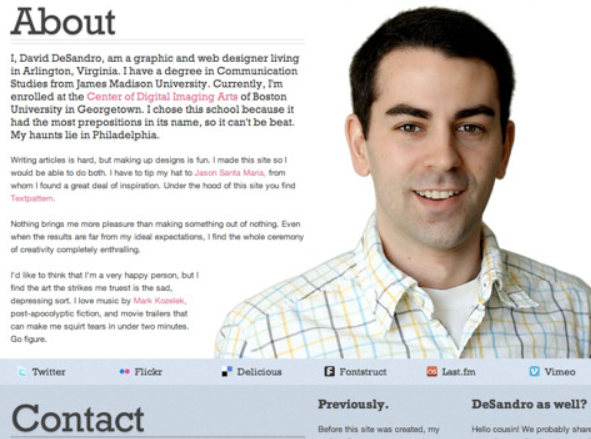 About
I, David DeSandro, am a graphic and web designer living
in Arlington, Virginia. I have a degree in Communication
Studies from James Madison University. Currently, I'm
enrolled at the Center of Digital Imaging Arts of Boston
University in Georgetown. I chose this school because it
had the most prepositions in its name, so it can't be beat.
My haunts lie in Philadelphia.
Writing articles is hard, but making up designs is fun. I made this site so I
would be able to do both. I have to tip my hat to Jason Santa Maria, from
whom I found a great deal of inspiration. Under the hood of this site you find
Textpattern.
Nothing brings me more pleasure than making something out of nothing. Even
when the results are far from my ideal expectations, I find the whole ceremony
of creativity completely enthralling.
I'd like to think that I'm a very happy person, but I
find the art the strikes me truest is the sad,
depressing sort. I love music by Mark Kozelek,
post-apocolyptic fiction, and movie trailers that
can make me squirt tears in under two minutes.
Go figure.
Twitter Flickr Delicious Fontstruct Last.fm Vimeo
Contact
Previously.
Before this site was created, my
DeSandro as well?
Hello cousin! We probably share